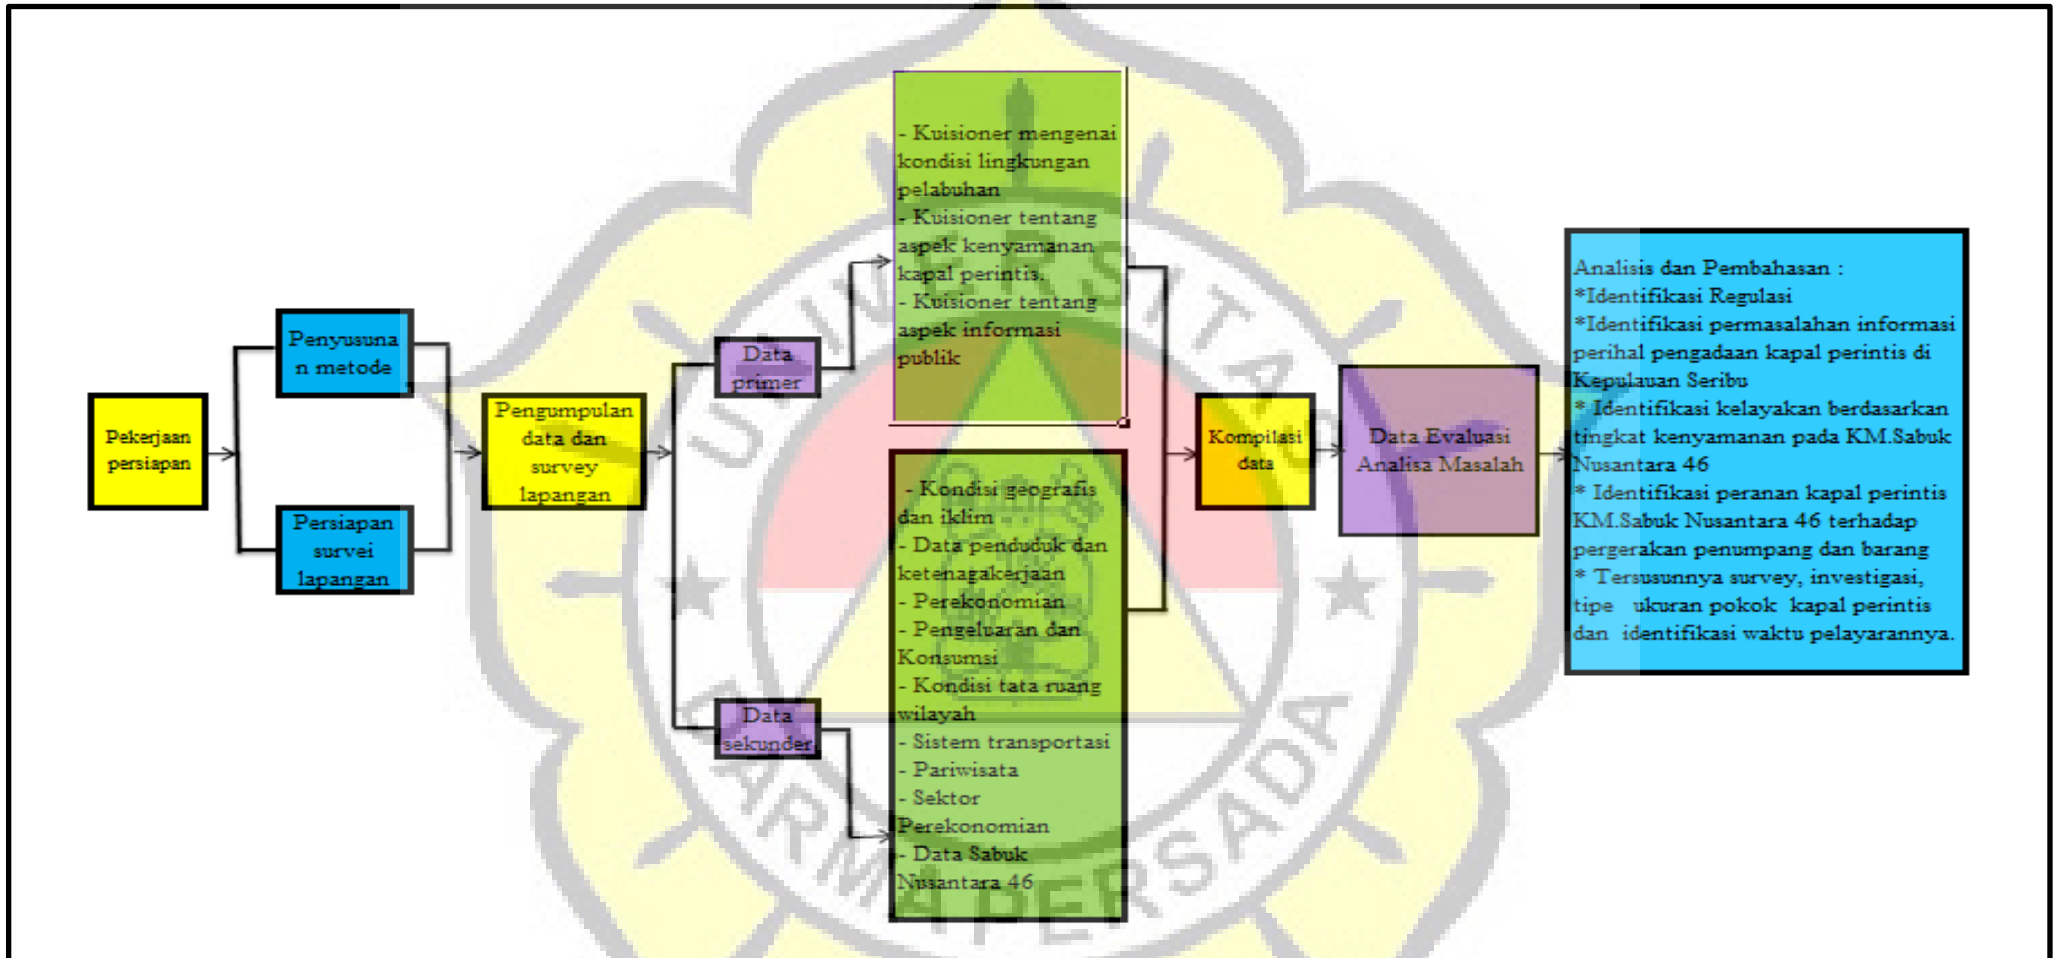 Pekerjaan
persiapan
Penyusuna
n metode
Persiapan
survei
lapangan
Pengumpulan
data dan
survey
lapangan
Data
primer
Data
sekunder
- Kuisioner mengenai
kondisi lingkungan
pelabuhan
- Kuisioner tentang
aspek kenyamanan
kapal perintis.
- Kuisioner tentang
aspek informasi
publik
- Kondisi geografis
dan iklim
- Data penduduk dan
ketenagakerjaan
- Perekonomian
- Pengeluaran dan
Konsumsi
- Kondisi tata ruang
wilayah
- Sistem transportasi
- Pariwisata
- Sektor
Perekonomian
- Data Sabuk
Nusantara 46
Kompilasi
data
Data Evaluasi
Analisa Masalah
Analisis dan Pembahasan :
*Identifikasi Regulasi
*Identifikasi permasalahan informasi
perihal pengadaan kapal perintis di
Kepulauan Seribu
* Identifikasi kelayakan berdasarkan
tingkat kenyamanan pada KM.Sabuk
Nusantara 46
* Identifikasi peranan kapal perintis
KM.Sabuk Nusantara 46 terhadap
pergerakan penumpang dan barang
* Tersusunnya survey, investigasi,
tipe ukuran pokok kapal perintis
dan identifikasi waktu pelayarannya.
UNIVERSITAS
DARMA PERSADA